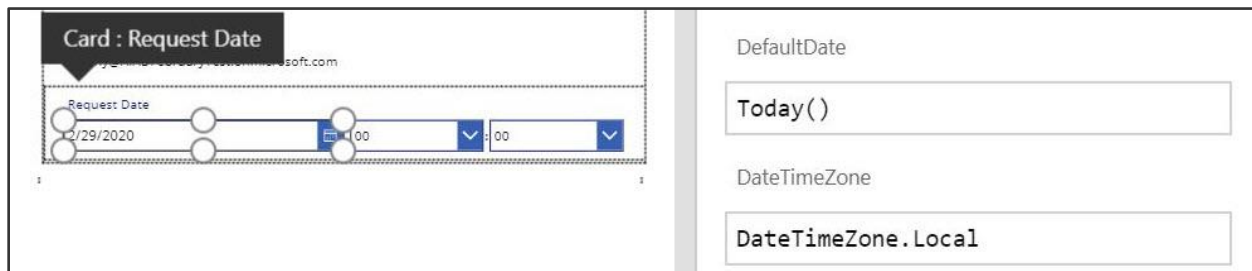 Card : Request Date
Request Date
2/29/2020
00
: 00
DefaultDate
Today()
DateTimeZone
DateTimeZone.Local